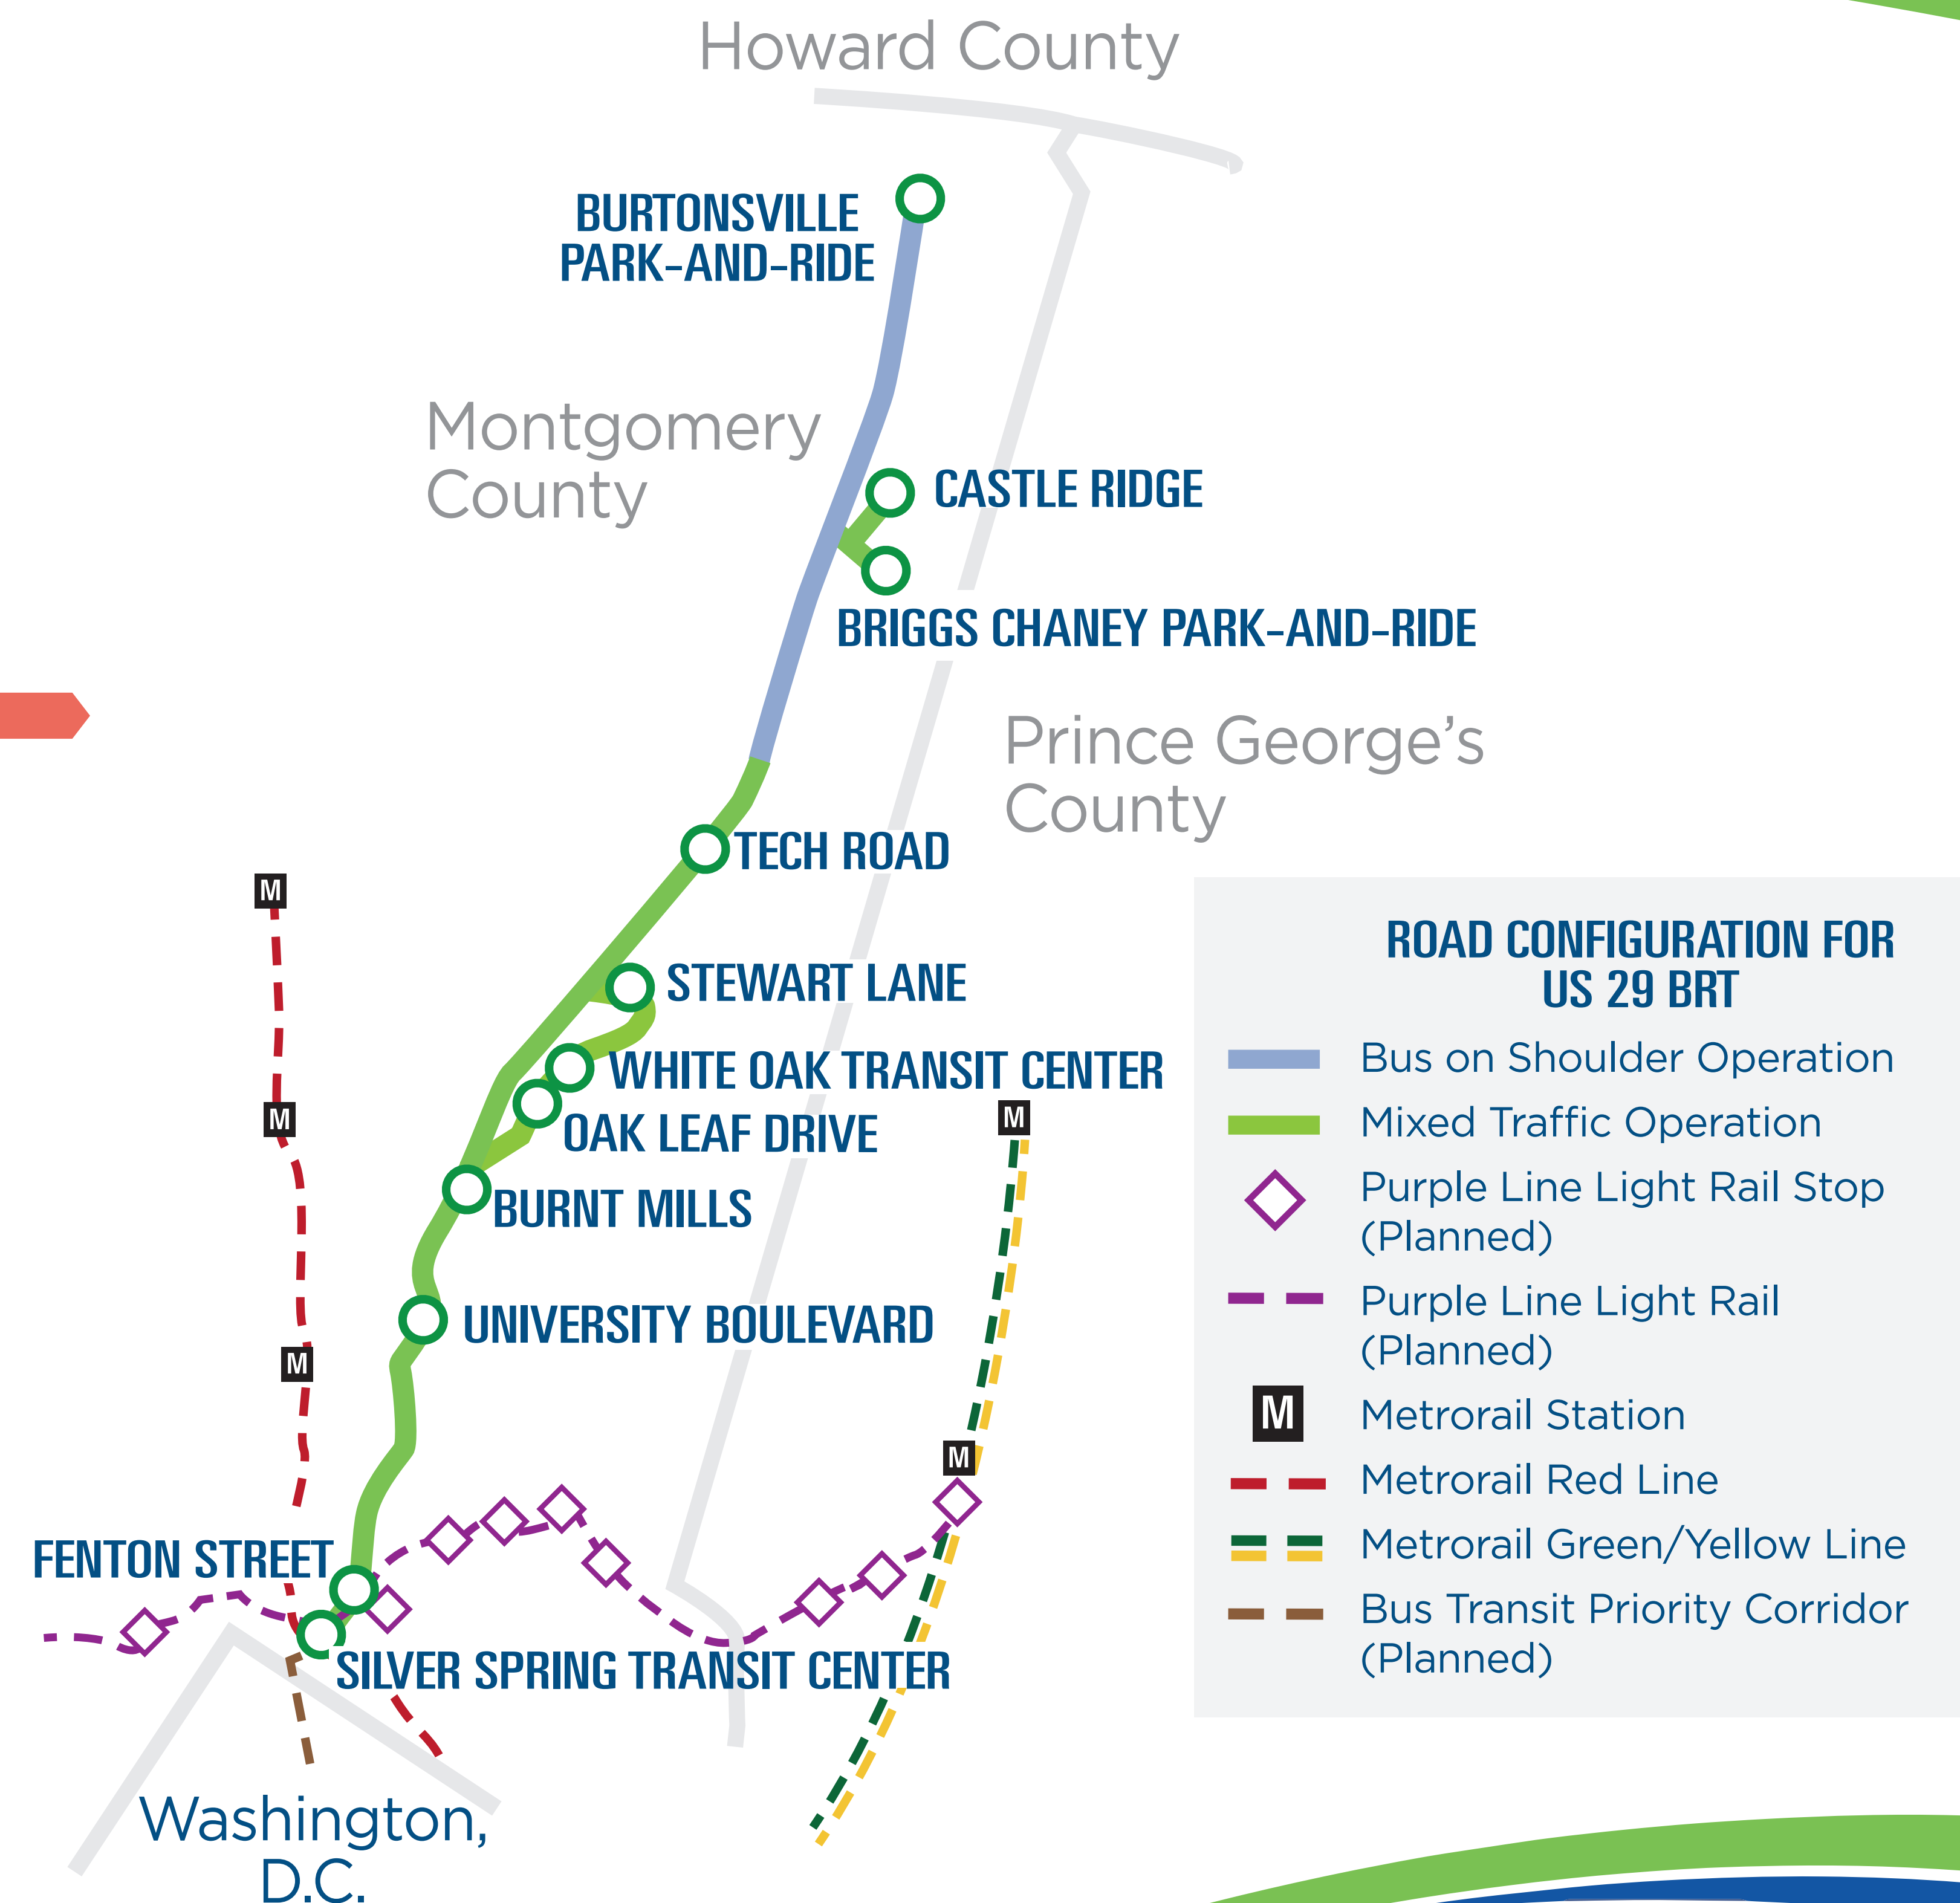 Howard County
BURTONSVILLE
PARK-AND-RIDE
Montgomery
County
CASTLE RIDGE
BRIGGS CHANEY PARK-AND-RIDE
Prince George's
County
TECH ROAD
M
STEWART LANE
WHITE OAK TRANSIT CENTER
M
M
OAK LEAF DRIVE
BURNT MILLS
UNIVERSITY BOULEVARD
M
M
FENTON STREET
SILVER SPRING TRANSIT CENTER
Washington,
D.C.
ROAD CONFIGURATION FOR
US 29 BRT
Bus on Shoulder Operation
Mixed Traffic Operation
Purple Line Light Rail Stop
(Planned)
Purple Line Light Rail
(Planned)
M Metrorail Station
Metrorail Red Line
Metrorail Green/Yellow Line
Bus Transit Priority Corridor
(Planned)